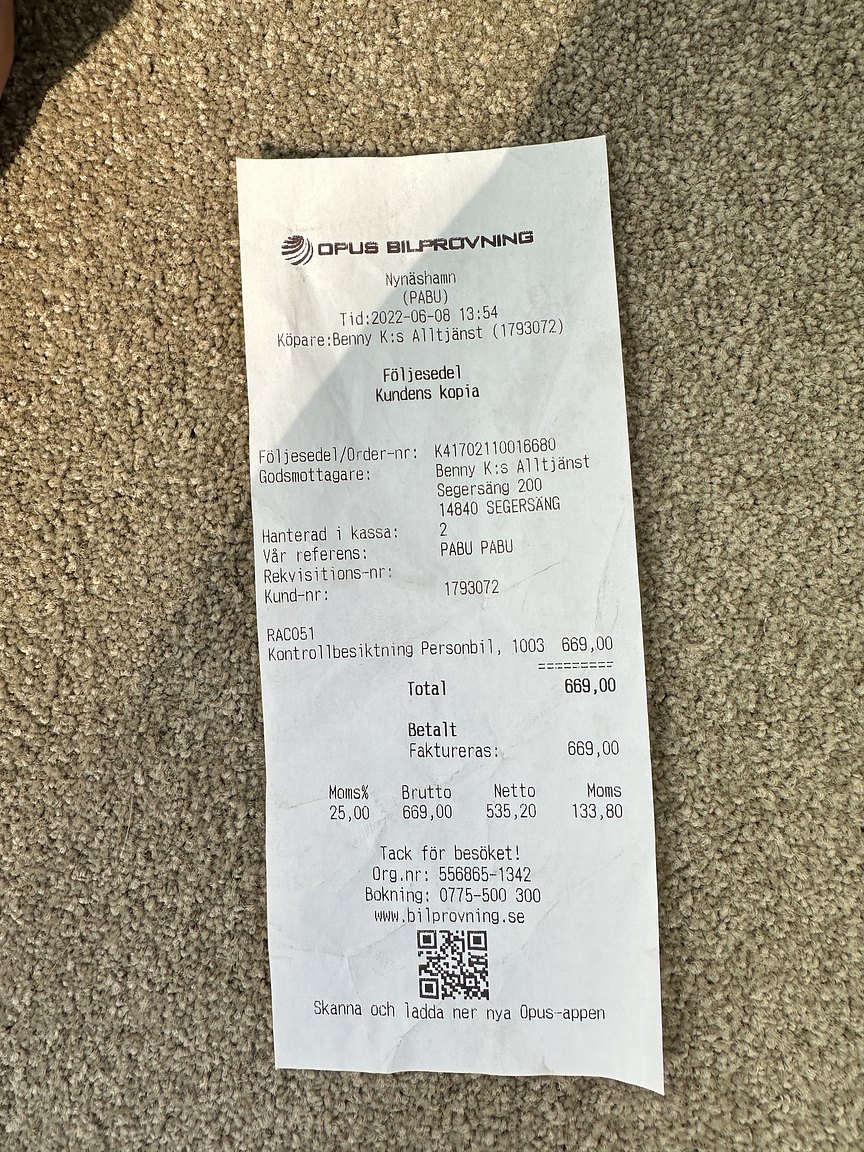 OPUS BILPROVNING
Nynäshamn
(PABU)
Tid:2022-06-08 13:54
Köpare:Benny K:s Alltjänst (1793072)
Följesedel
Kundens kopia
Följesedel/Order-nr: K41702110016680
Godsmottagare: Benny K:s Alltjänst
Segersäng 200
14840 SEGERSÄNG
Hanterad i kassa: 2
Vår referens: PABU PABU
Rekvisitions-nr:
Kund-nr: 1793072
RAC051
Kontrollbesiktning Personbil, 1003 669,00
=========
Total 669,00
Betalt
Faktureras: 669,00
Moms% Brutto Netto Moms
25,00 669,00 535,20 133,80
Tack för besöket!
Org.nr: 556865-1342
Bokning: 0775-500 300
www.bilprovning.se
Skanna och ladda ner nya Opus-appen